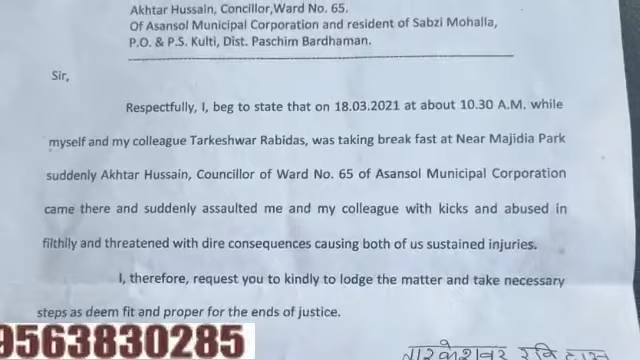 Akhtar Hussain, Concillor,Ward No. 65.
Of Asansol Municipal Corporation and resident of Sabzi Mohalla,
P.O. & P.S. Kulti, Dist. Paschim Bardhaman.
Sir,
Respectfully, I, beg to state that on 18.03.2021 at about 10.30 A.M. while
myself and my colleague Tarkeshwar Rabidas, was taking break fast at Near Majidia Park
suddenly Akhtar Hussain, Councillor of Ward No. 65 of Asansol Municipal Corporation
came there and suddenly assaulted me and my colleague with kicks and abused in
filthily and threatened with dire consequences causing both of us sustained injuries.
I, therefore, request you to kindly to lodge the matter and take necessary
steps as deem fit and proper for the ends of justice.
9563830285
तारकेशवर रवि दास